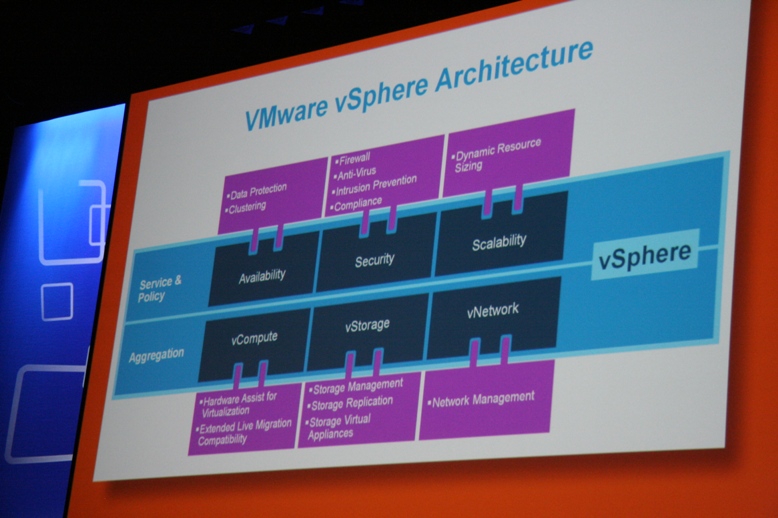 VMware vSphere Architecture
▪Data Protection
▪Clustering
▪Firewall
▪Anti-Virus
▪Intrusion Prevention
▪Compliance
▪Dynamic Resource
Sizing
Service &
Policy
Availability
Security
Scalability
vSphere
Aggregation
vCompute
vStorage
vNetwork
▪Hardware Assist for
Virtualization
▪Extended Live Migration
Compatibility
▪Storage Management
▪Storage Replication
▪Storage Virtual
Appliances
▪Network Management